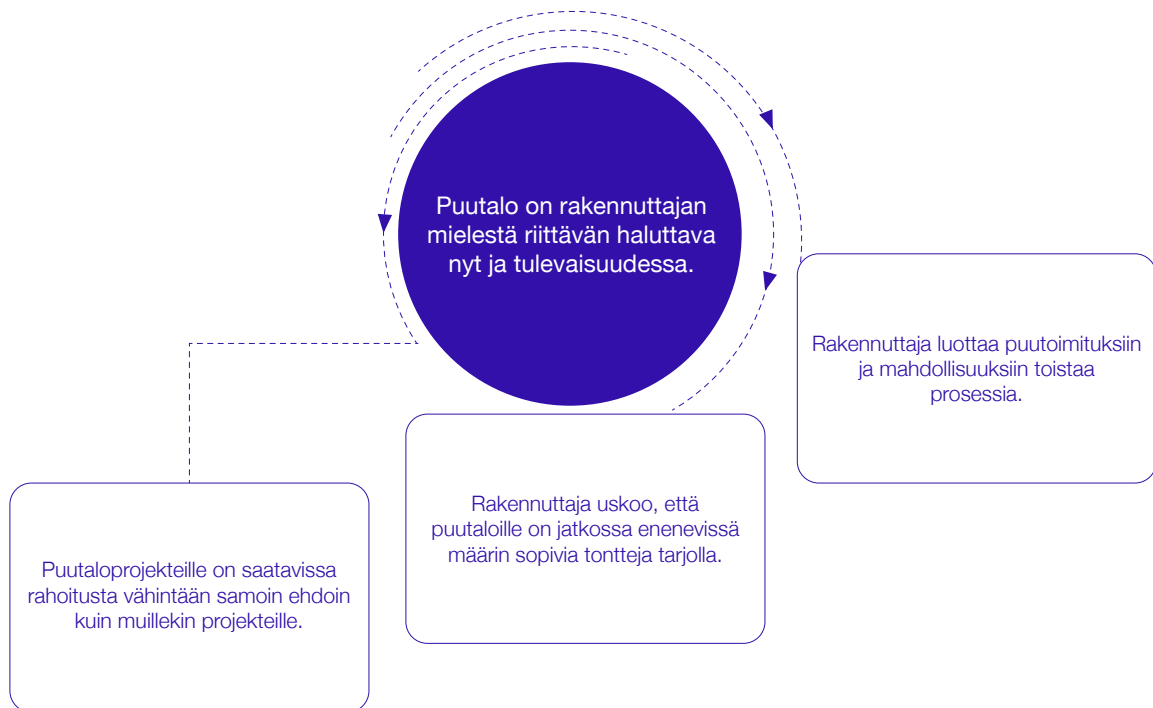 Puutalo on rakennuttajan
mielestä riittävän haluttava
nyt ja tulevaisuudessa.
Rakennuttaja luottaa puutoimituksiin
ja mahdollisuuksiin toistaa
prosessia.
Rakennuttaja uskoo, että
puutaloille on jatkossa enenevissä
määrin sopivia tontteja tarjolla.
Puutaloprojekteille on saatavissa
rahoitusta vähintään samoin ehdoin
kuin muillekin projekteille.